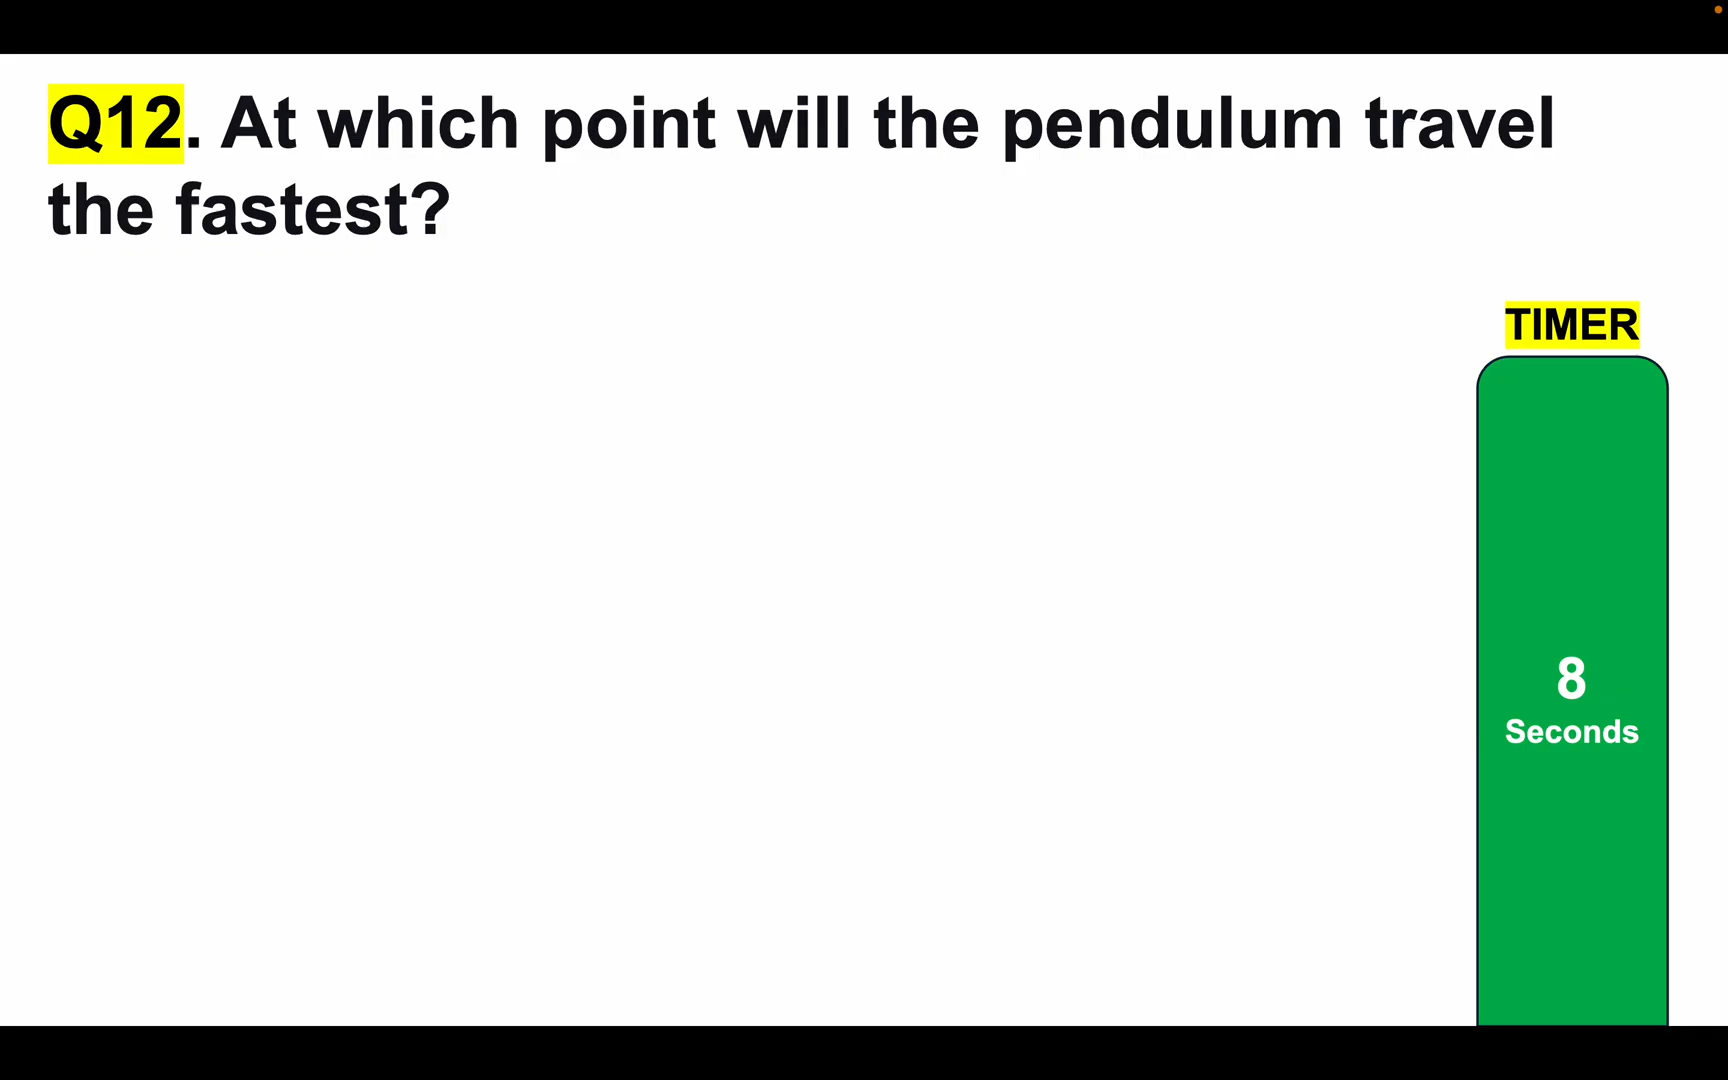 Q12. At which point will the pendulum travel
the fastest?
TIMER
8
Seconds